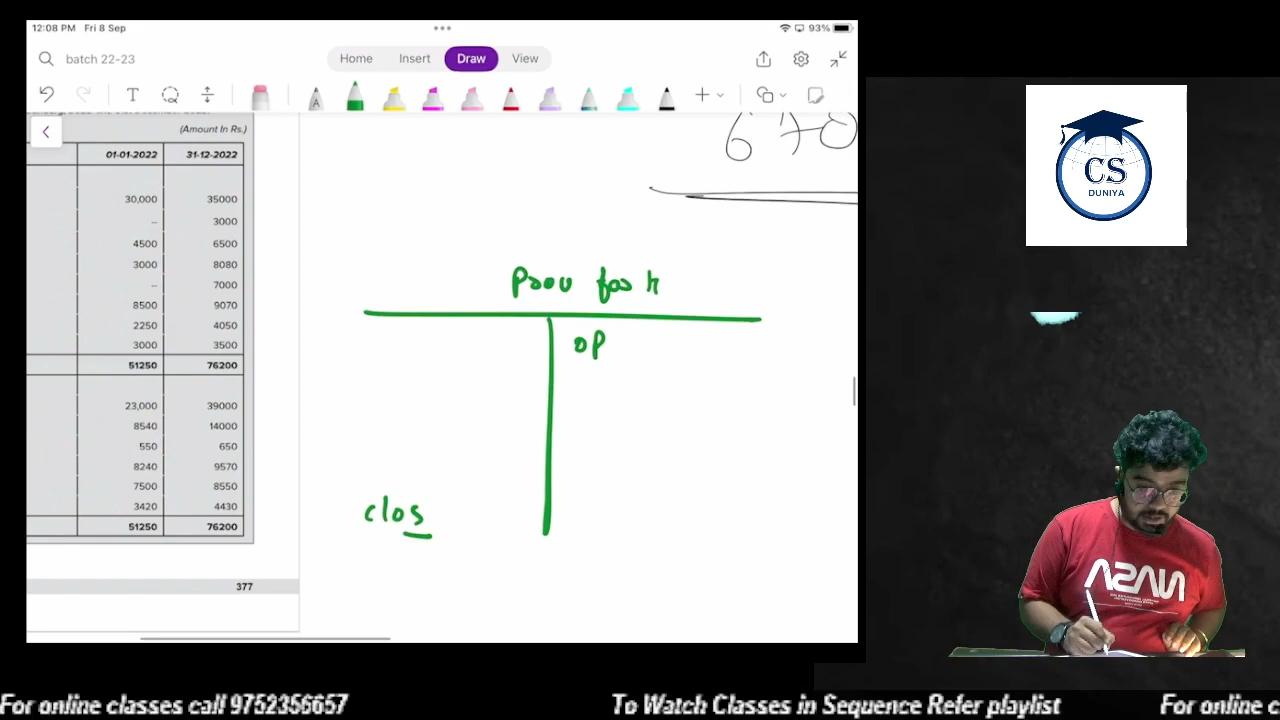 12:08 PM Fri 8 Sep
93%
batch 22-23
Home Insert Draw View
(Amount In Rs.)
01-01-2022 31-12-2022
30,000 35000
-- 3000
4500 6500
3000 8080
-- 7000
8500 9070
2250 4050
3000 3500
51250 76200
23,000 39000
8540 14000
550 650
8240 9570
7500 8550
3420 4430
51250 76200
377
Prov for
op
clos
CS
DUNIYA
For online classes call 9752356657 To Watch Classes in Sequence Refer playlist For online c